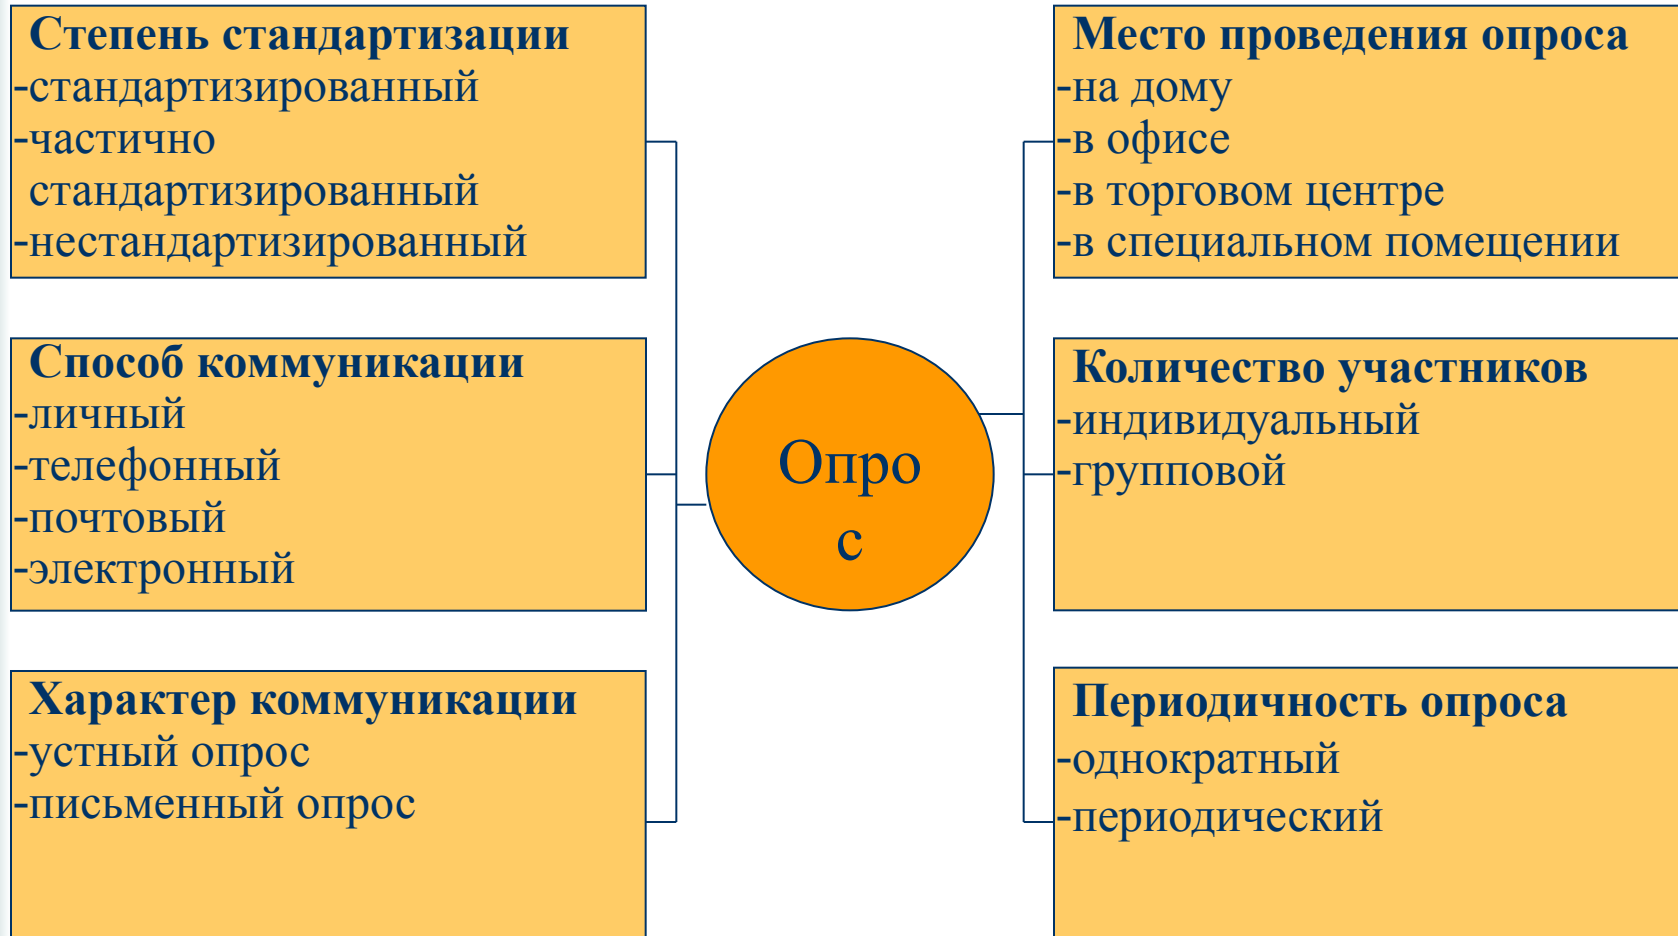 Степень стандартизации
-стандартизированный
-частично
стандартизированный
-нестандартизированный
Способ коммуникации
-личный
-телефонный
-почтовый
-электронный
Характер коммуникации
-устный опрос
-письменный опрос
Опро
с
Место проведения опроса
-на дому
-в офисе
-в торговом центре
-в специальном помещении
Количество участников
-индивидуальный
-групповой
Периодичность опроса
-однократный
-периодический